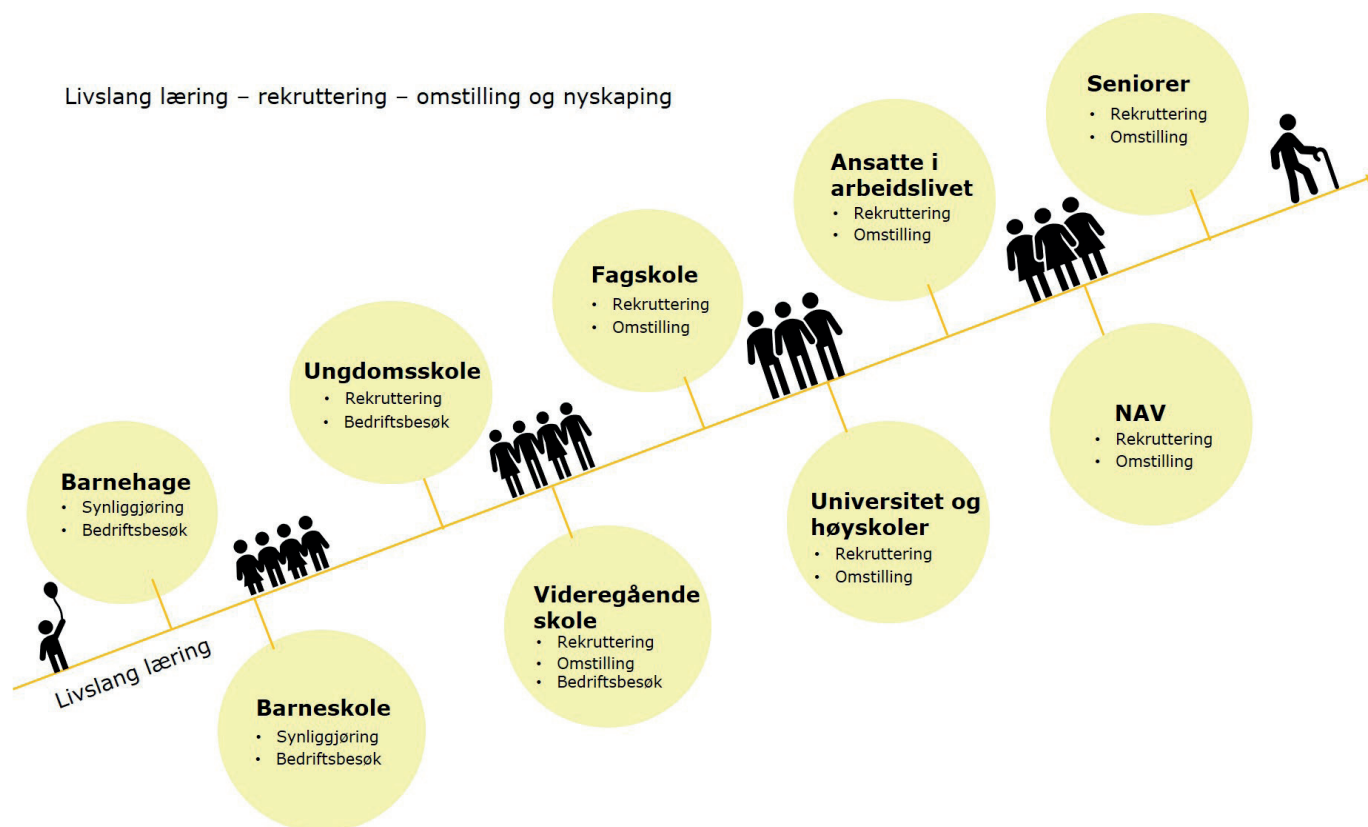 Livslang læring – rekruttering – omstilling og nyskaping
Seniorer
• Rekruttering
• Omstilling
Ansatte i
arbeidslivet
• Rekruttering
• Omstilling
Fagskole
• Rekruttering
• Omstilling
Ungdomsskole
• Rekruttering
• Bedriftsbesøk
Barnehage
• Synliggjøring
• Bedriftsbesøk
NAV
• Rekruttering
• Omstilling
Universitet og
høyskoler
• Rekruttering
• Omstilling
Videregående
skole
• Rekruttering
• Omstilling
• Bedriftsbesøk
Livslang læring
Barneskole
• Synliggjøring
• Bedriftsbesøk